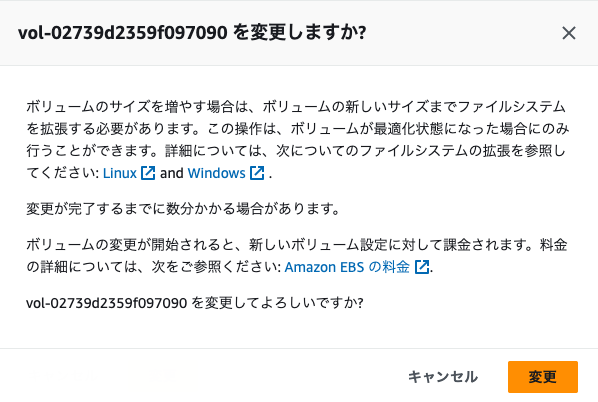 vol-02739d2359f097090 を変更しますか?
ボリュームのサイズを増やす場合は、ボリュームの新しいサイズまでファイルシステム
を拡張する必要があります。この操作は、ボリュームが最適化状態になった場合にのみ
行うことができます。詳細については、次についてのファイルシステムの拡張を参照し
てください: Linux and Windows .
変更が完了するまでに数分かかる場合があります。
ボリュームの変更が開始されると、新しいボリューム設定に対して課金されます。料金
の詳細については、次をご参照ください: Amazon EBS の料金 .
vol-02739d2359f097090 を変更してよろしいですか?
キャンセル 変更